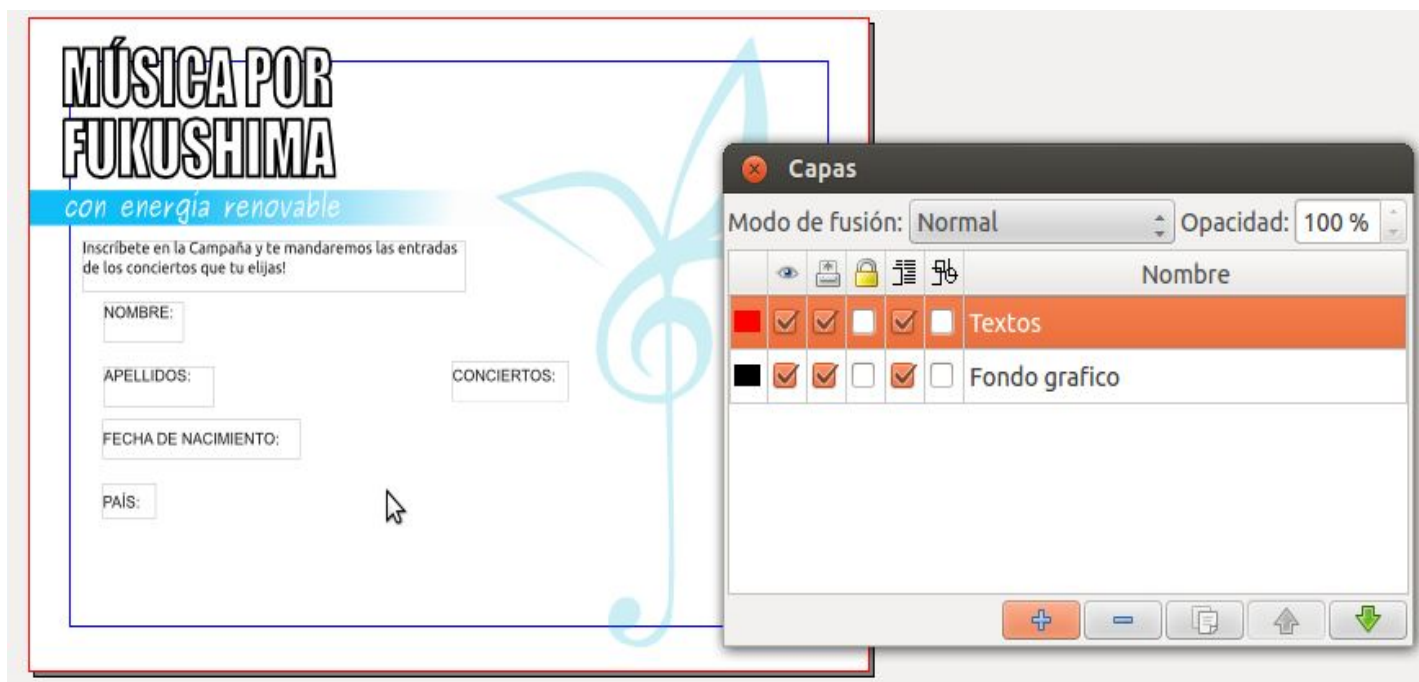 MÚSICA POR
FUKUSHIMA
con energía renovable
Inscríbete en la Campaña y te mandaremos las entradas
de los conciertos que tu elijas!
NOMBRE:
APELLIDOS:
CONCIERTOS:
FECHA DE NACIMIENTO:
PAÍS:
Capas
Modo de fusión: Normal Opacidad: 100 %
Nombre
Textos
Fondo grafico